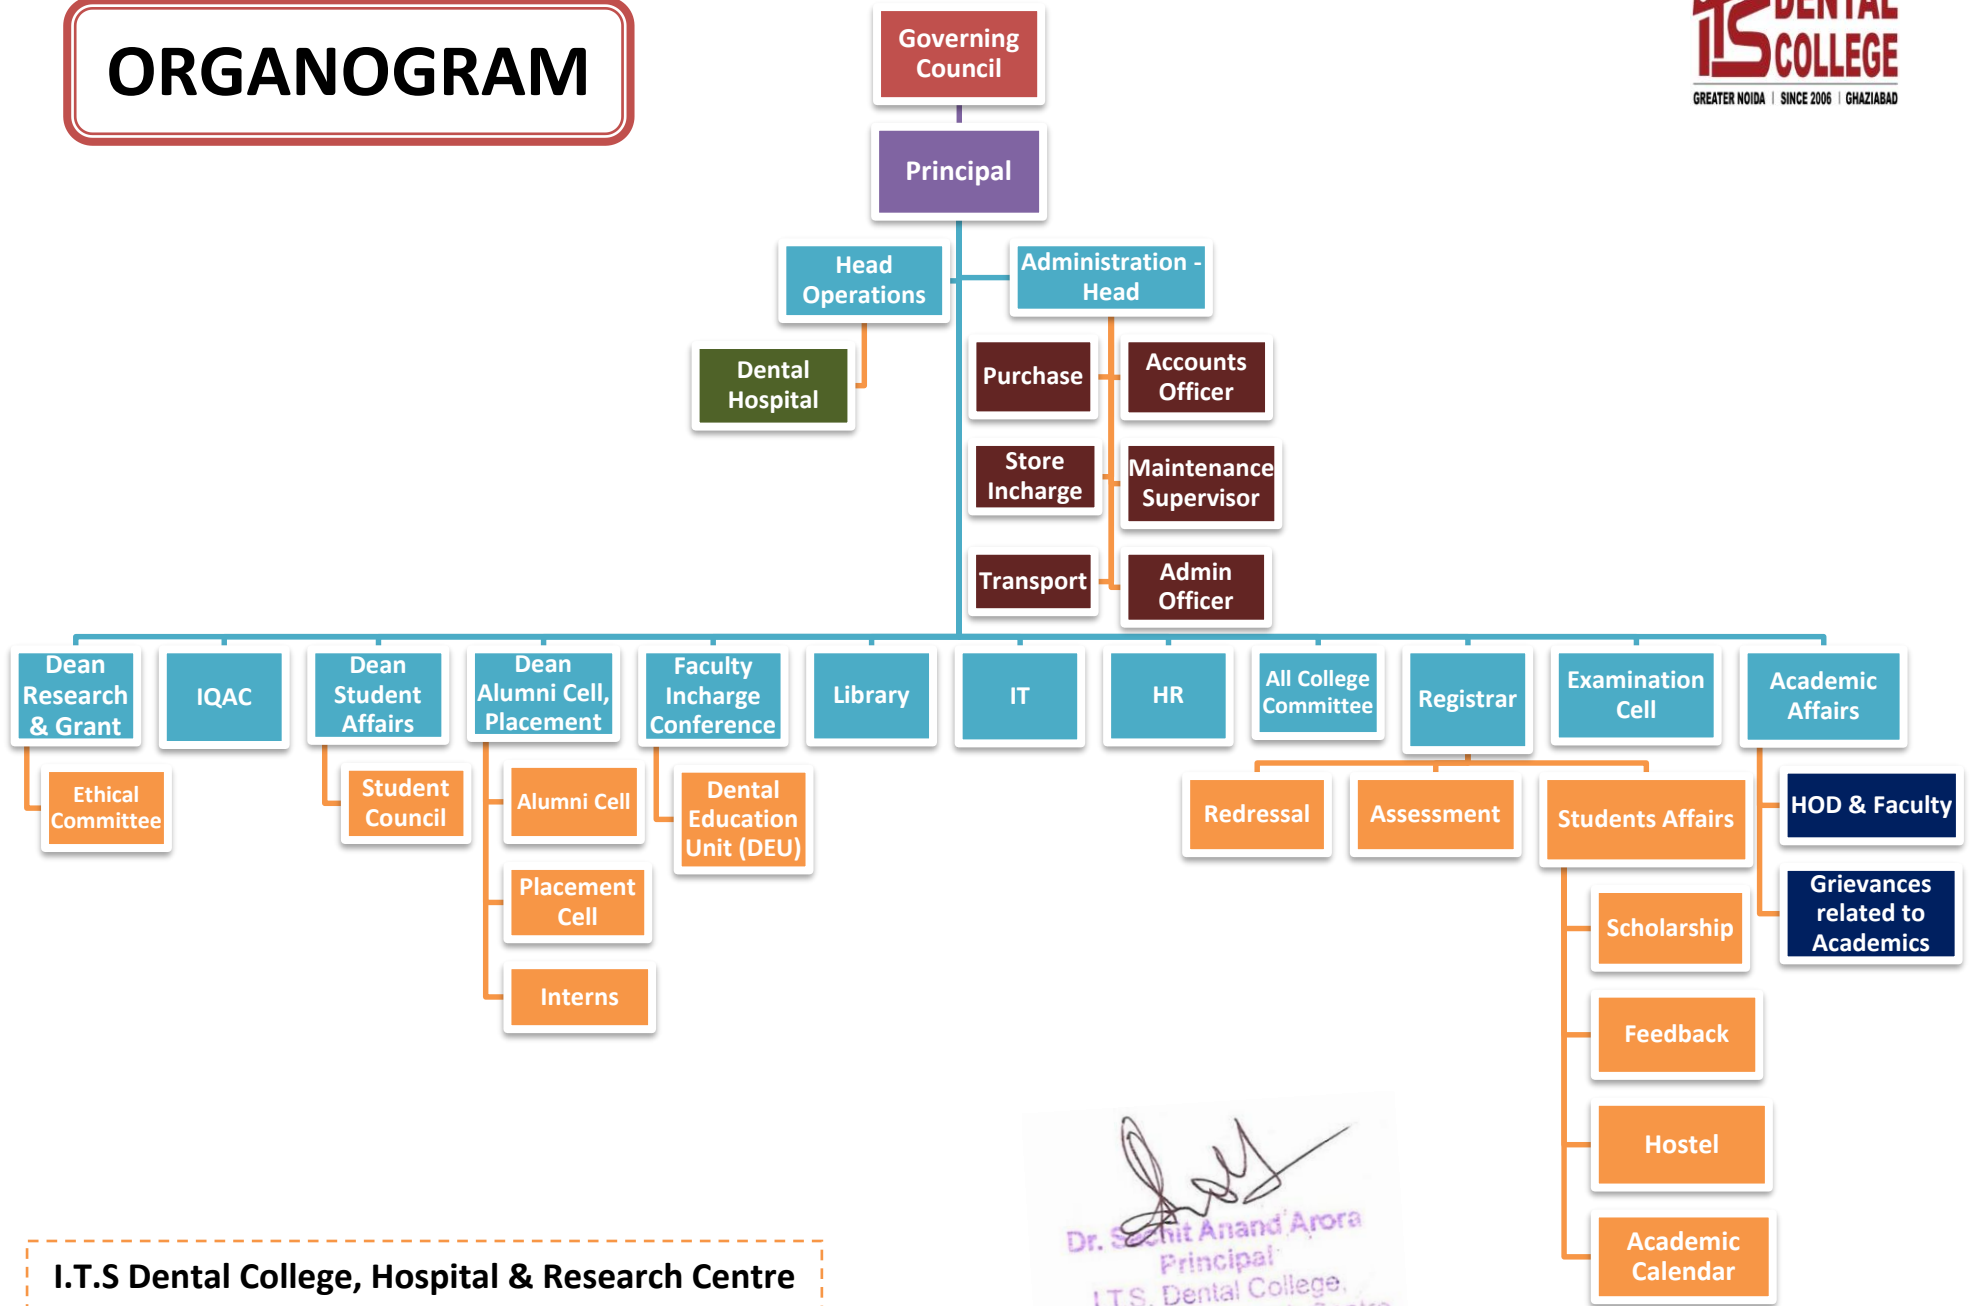 ORGANOGRAM
Governing
Council
DENTAL
ITS COLLEGE
GREATER NOIDA | SINCE 2006 | GHAZIABAD
Principal
Head
Operations
Administration -
Head
Dental
Hospital
Purchase
Accounts
Officer
Store
Incharge
Maintenance
Supervisor
Transport
Admin
Officer
Dean
Research
& Grant
IQAC
Dean
Student
Affairs
Dean
Alumni Cell,
Placement
Faculty
Incharge
Conference
Library
IT
HR
All College
Committee
Registrar
Examination
Cell
Academic
Affairs
Ethical
Committee
Student
Council
Alumni Cell
Dental
Education
Unit (DEU)
Redressal
Assessment
Students Affairs
HOD & Faculty
Placement
Cell
Scholarship
Grievances
related to
Academics
Interns
Feedback
Hostel
Academic
Calendar
I.T.S Dental College, Hospital & Research Centre
Dr. Sachit Anand Arora
Principal
I.T.S. Dental College,